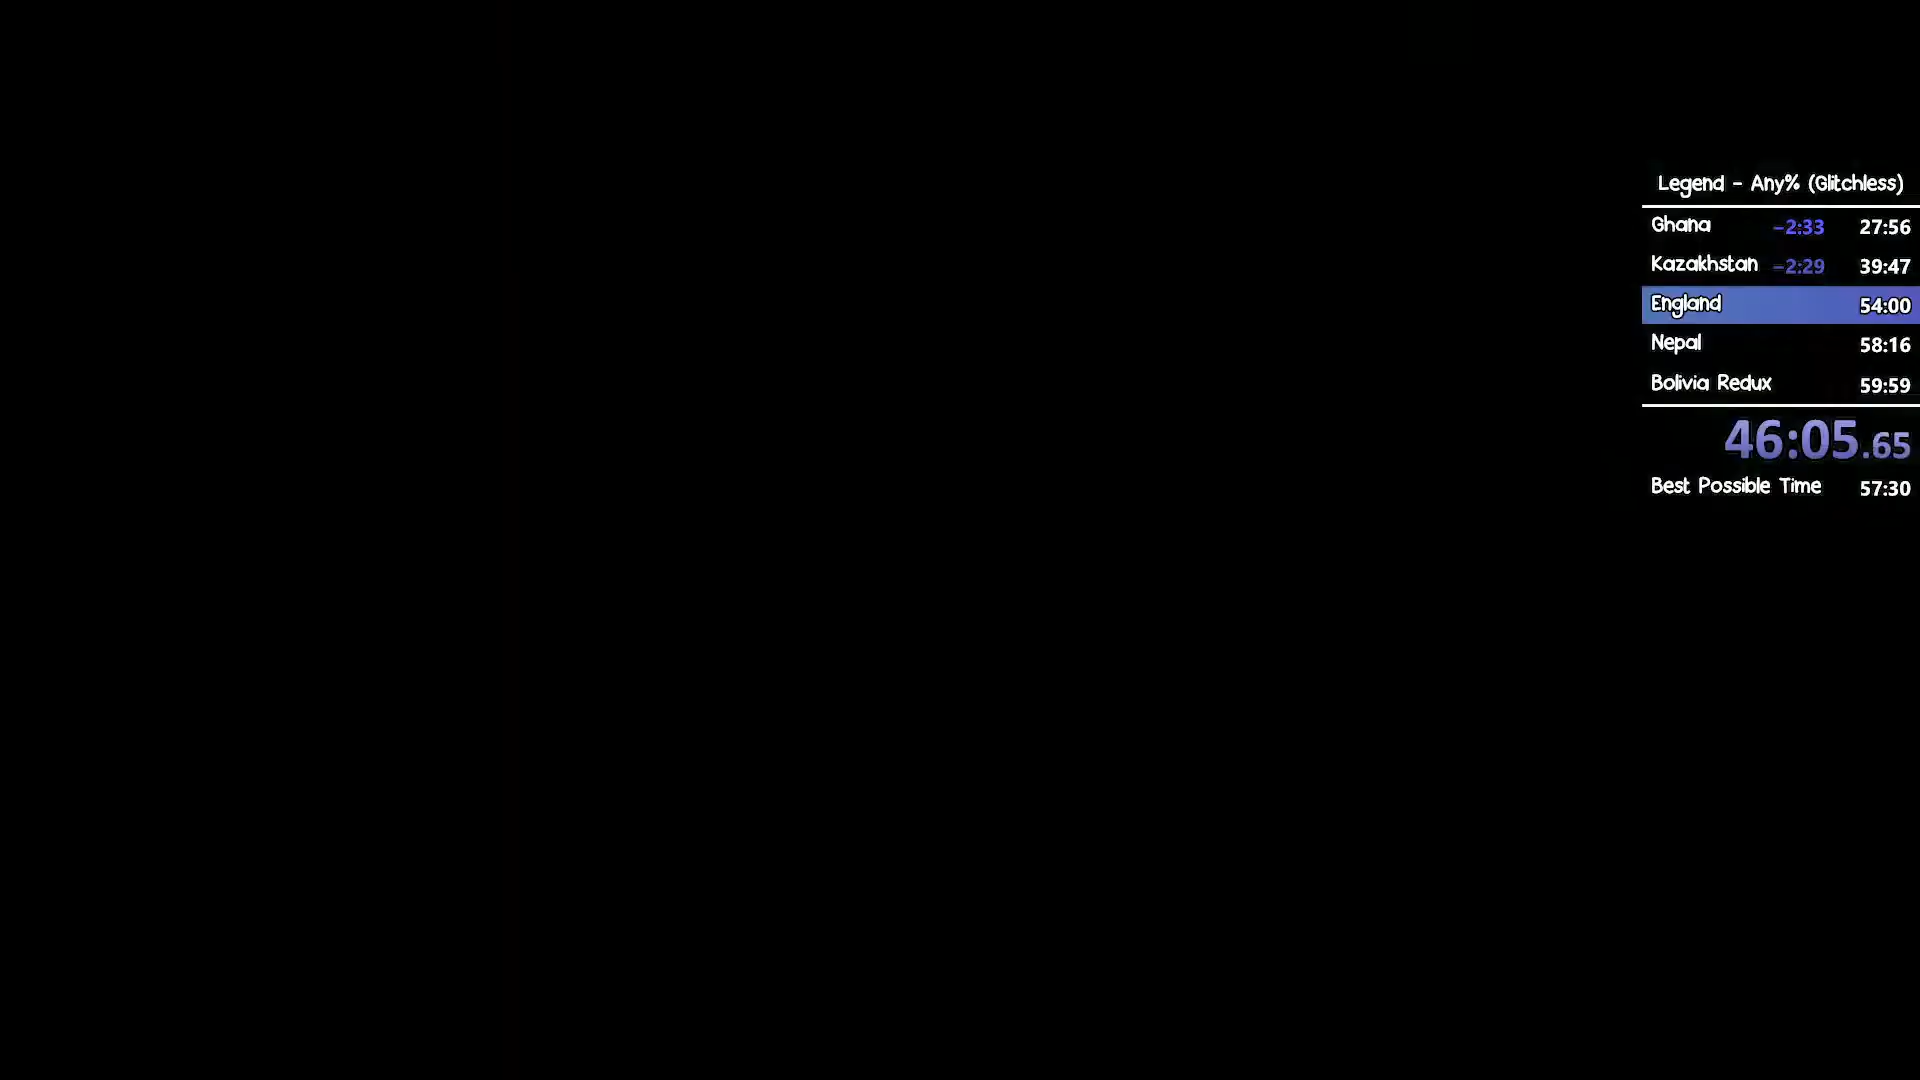 Legend - Any% (Glitchless)
Ghana -2:33 27:56
Kazakhstan -2:29 39:47
England 54:00
Nepal 58:16
Bolivia Redux 59:59
46:05.65
Best Possible Time 57:30